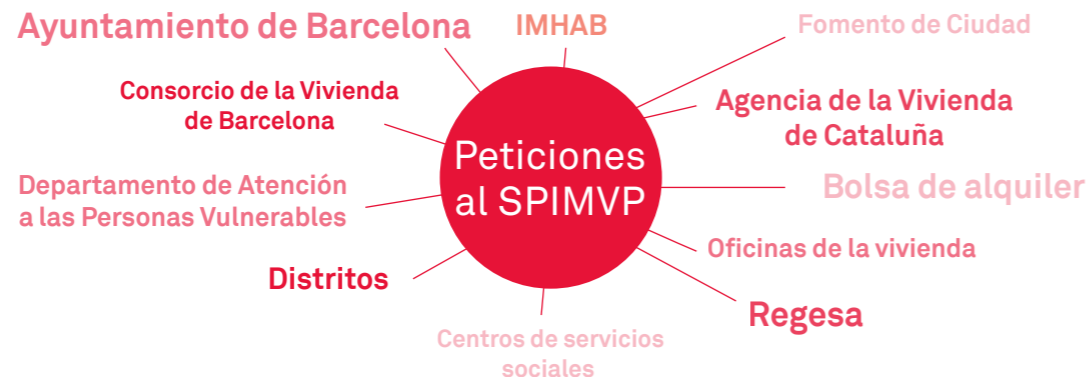 Ayuntamiento de Barcelona
IMHAB
Fomento de Ciudad
Consorcio de la Vivienda
de Barcelona
Agencia de la Vivienda
de Cataluña
Peticiones
al SPIMVP
Departamento de Atención
a las Personas Vulnerables
Bolsa de alquiler
Oficinas de la vivienda
Distritos
Regesa
Centros de servicios
sociales